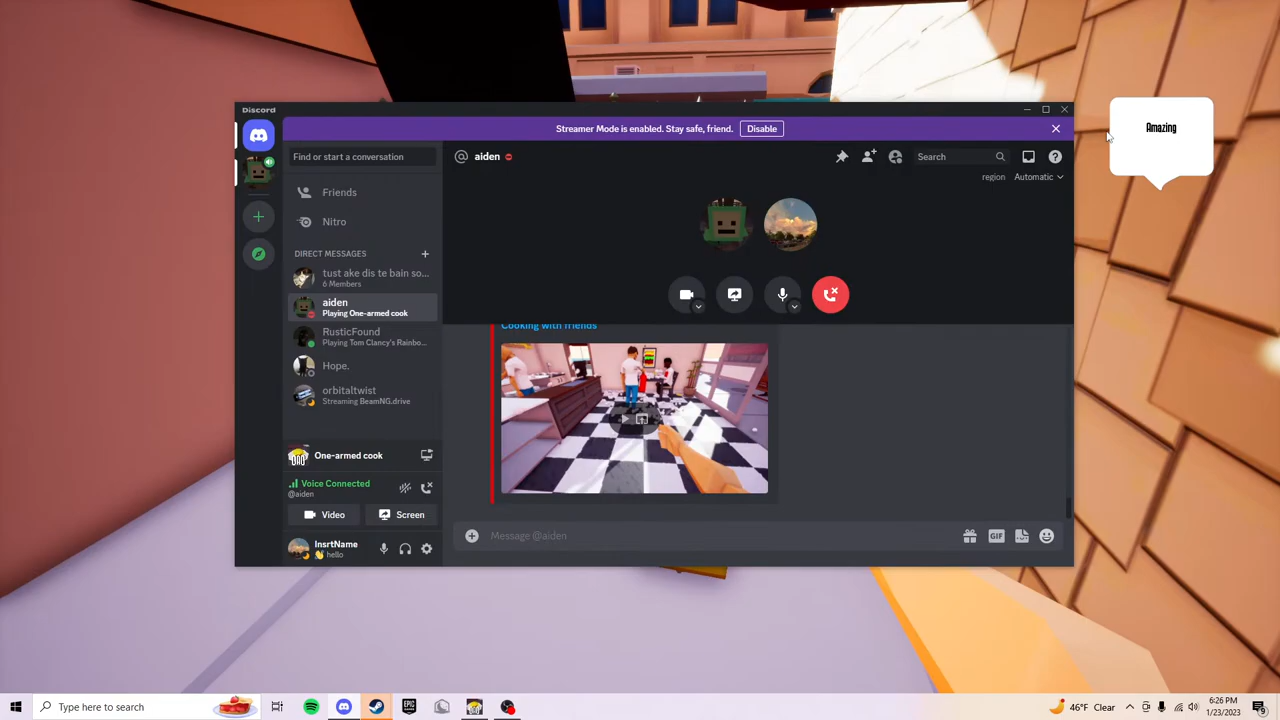 Discord
Streamer Mode is enabled. Stay safe, friend.
Disable
Find or start a conversation
aiden
Search
region
Automatic
Friends
Nitro
DIRECT MESSAGES
tust ake dis te bain so...
6 Members
aiden
Playing One-armed cook
RusticFound
Playing Tom Clancy's Rainbo...
Hope.
orbitaltwist
Streaming BeamNG.drive
One-armed cook
Voice Connected
@aiden
Video
Screen
InsrtName
hello
Cooking with friends
Message @aiden
GIF
Amazing
Type here to search
EPIC
46°F Clear
6:26 PM
1/23/2023
9